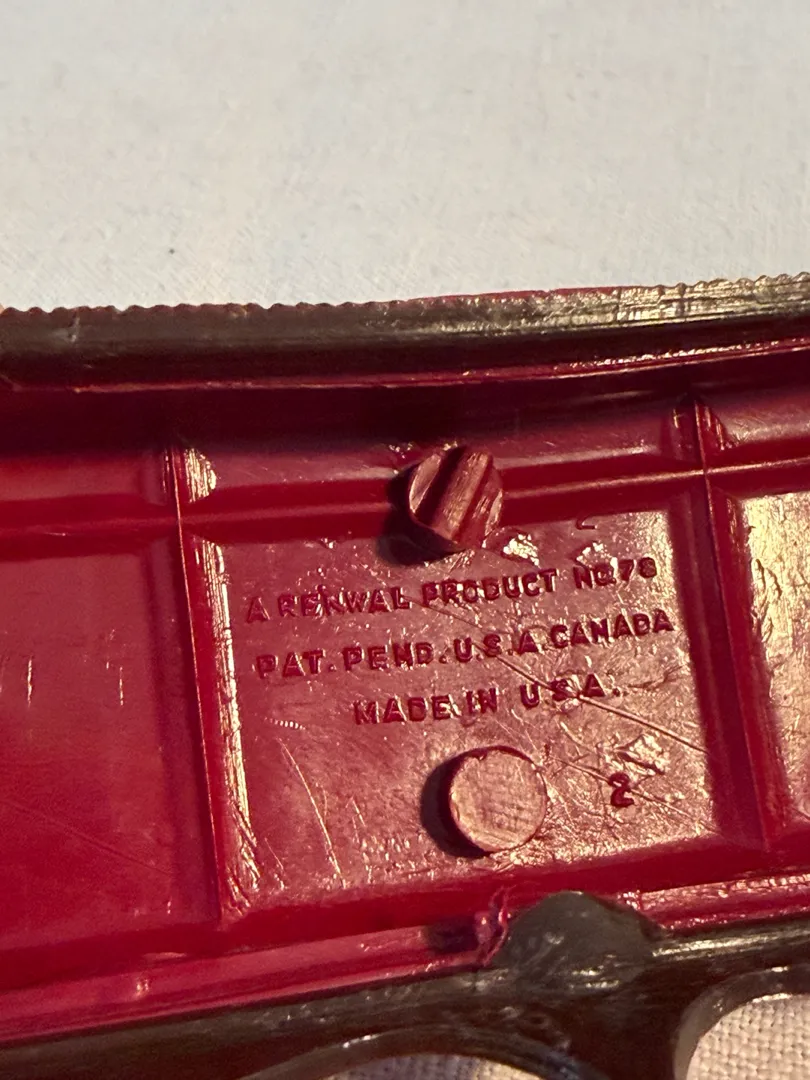 A RENWAL PRODUCT NO.78
PAT. PEND. U.S.A. CANADA
MADE IN U.S.A.
2